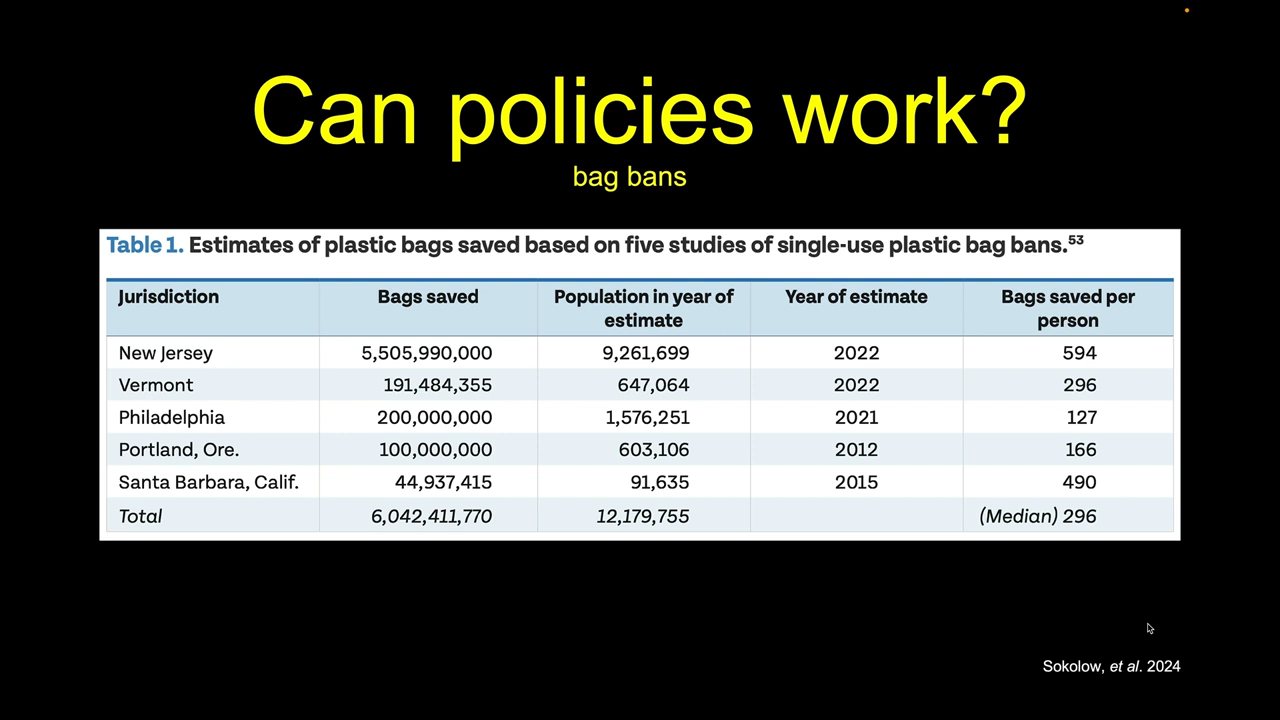 Can policies work?
bag bans
Table 1. Estimates of plastic bags saved based on five studies of single-use plastic bag bans.⁵³
Jurisdiction Bags saved Population in year of estimate Year of estimate Bags saved per person
New Jersey 5,505,990,000 9,261,699 2022 594
Vermont 191,484,355 647,064 2022 296
Philadelphia 200,000,000 1,576,251 2021 127
Portland, Ore. 100,000,000 603,106 2012 166
Santa Barbara, Calif. 44,937,415 91,635 2015 490
Total 6,042,411,770 12,179,755 (Median) 296
Sokolow, et al. 2024